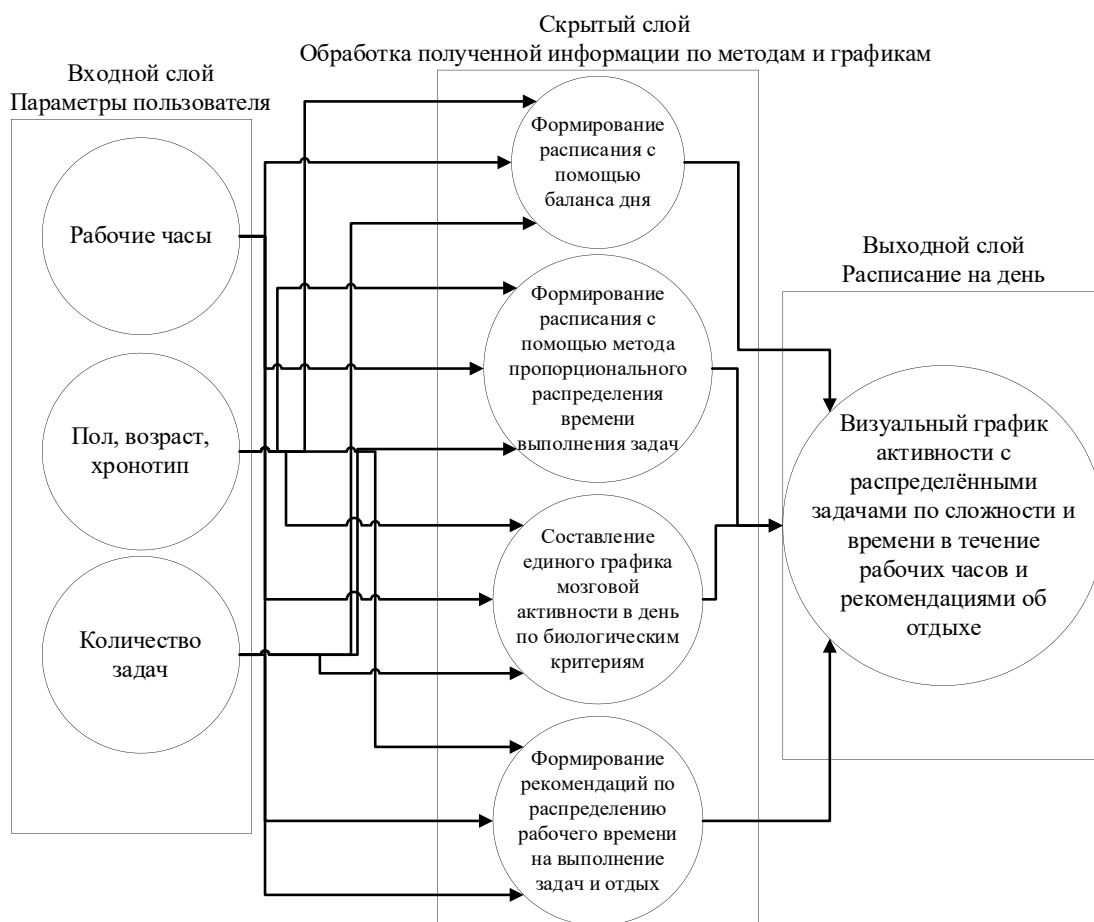 Входной слой
Параметры пользователя
Рабочие часы
Пол, возраст,
хронотип
Количество
задач
Скрытый слой
Обработка полученной информации по методам и графикам
Формирование
расписания с
помощью
баланса дня
Формирование
расписания с
помощью метода
пропорционального
распределения
времени
выполнения задач
Составление
единого графика
мозговой
активности в день
по биологическим
критериям
Формирование
рекомендаций по
распределению
рабочего времени
на выполнение
задач и отдых
Выходной слой
Расписание на день
Визуальный график
активности с
распределёнными
задачами по сложности и
времени в течение
рабочих часов и
рекомендациями об
отдыхе